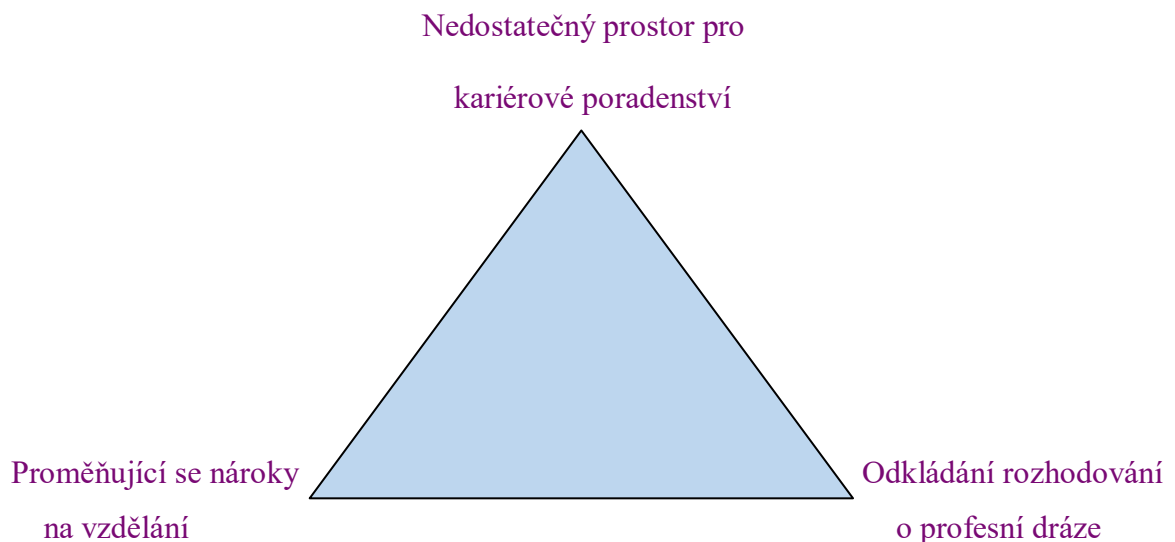 Nedostatečný prostor pro
kariérové poradenství
Proměňující se nároky
na vzdělání
Odkládání rozhodování
o profesní dráze